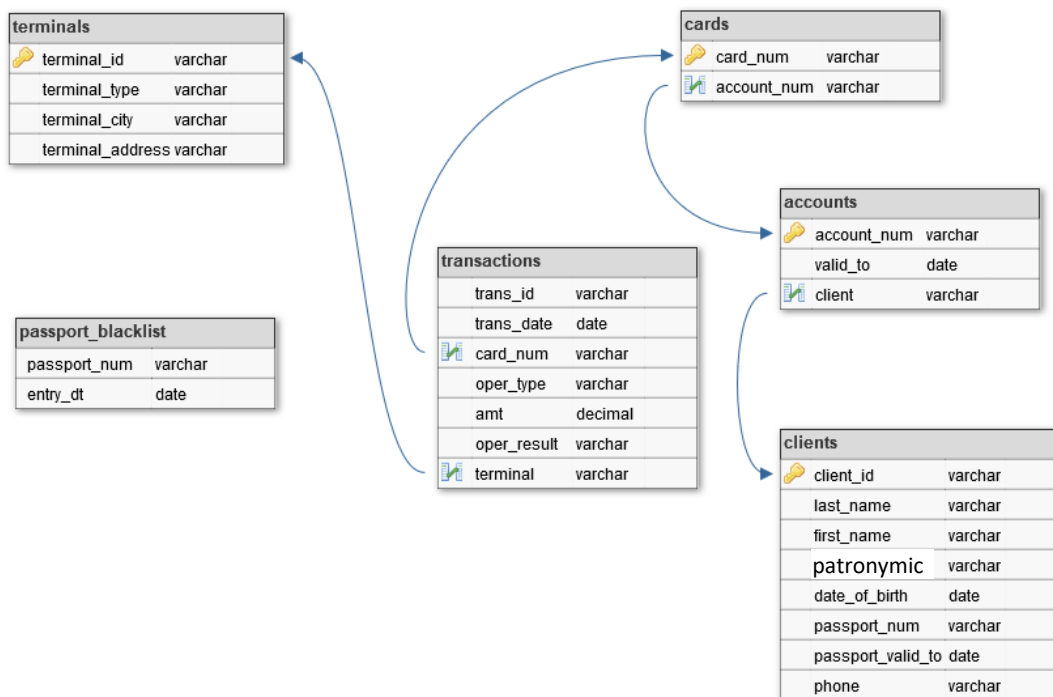 terminals
terminal_id varchar
terminal_type varchar
terminal_city varchar
terminal_address varchar
cards
card_num varchar
account_num varchar
accounts
account_num varchar
valid_to date
client varchar
transactions
trans_id varchar
trans_date date
card_num varchar
oper_type varchar
amt decimal
oper_result varchar
terminal varchar
passport_blacklist
passport_num varchar
entry_dt date
clients
client_id varchar
last_name varchar
first_name varchar
patronymic varchar
date_of_birth date
passport_num varchar
passport_valid_to date
phone varchar